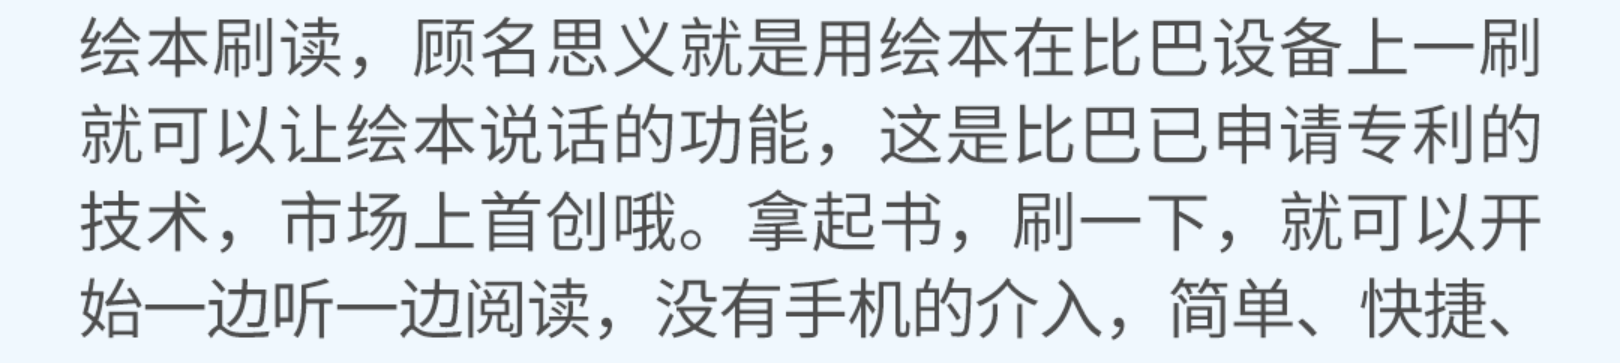 绘本刷读，顾名思义就是用绘本在比巴设备上一刷
就可以让绘本说话的功能，这是比巴已申请专利的
技术，市场上首创哦。拿起书，刷一下，就可以开
始一边听一边阅读，没有手机的介入，简单、快捷、